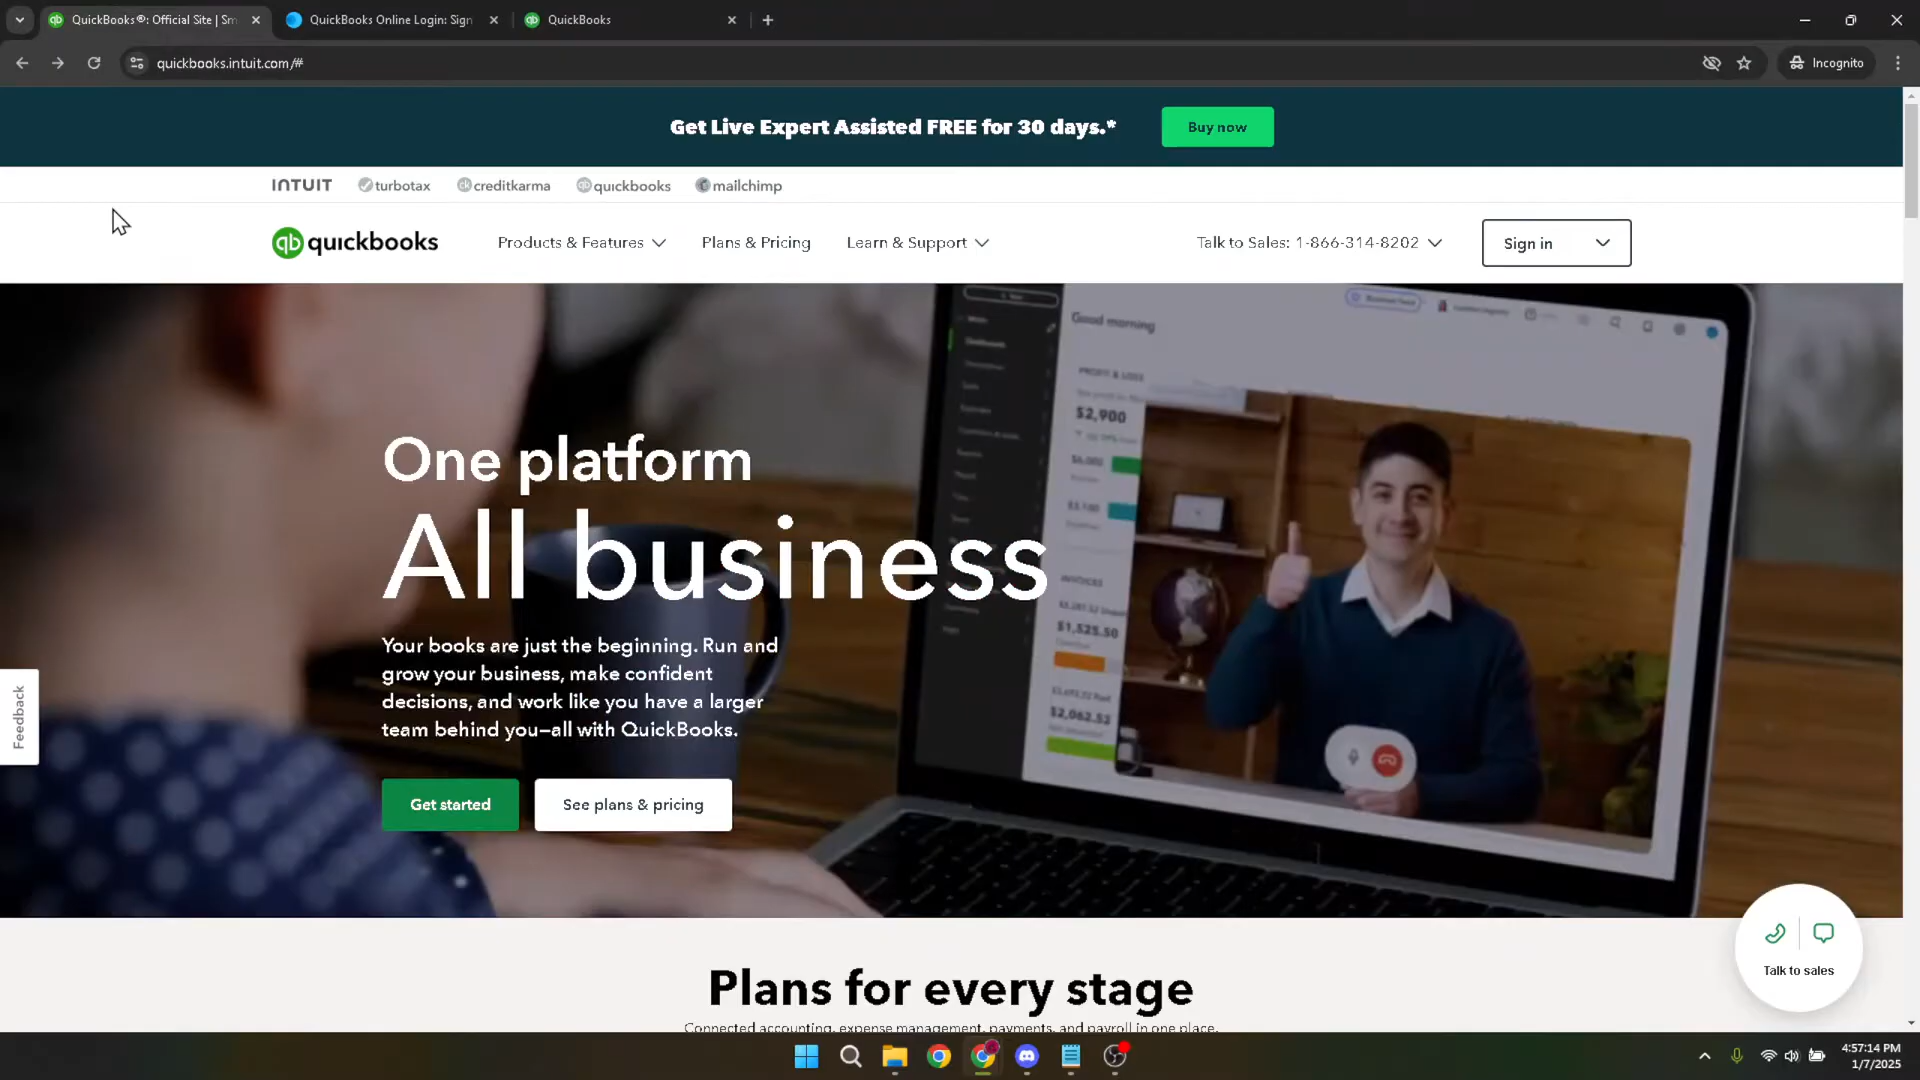 QuickBooks®: Official Site | Sm
QuickBooks Online Login: Sign
QuickBooks
quickbooks.intuit.com/#
Incognito
Get Live Expert Assisted FREE for 30 days.*
Buy now
INTUIT
turbotax
ck creditkarma
qb quickbooks
mailchimp
qb quickbooks
Products & Features
Plans & Pricing
Learn & Support
Talk to Sales: 1-866-314-8202
Sign in
Good morning
PROFIT & LOSS
$2,900
INVOICES
$1,525.50
$2,062.52
One platform
All business
Your books are just the beginning. Run and
grow your business, make confident
decisions, and work like you have a larger
team behind you—all with QuickBooks.
Get started
See plans & pricing
Feedback
Talk to sales
Plans for every stage
Connected accounting, expense management, payments, and payroll in one place.
4:57:14 PM
1/7/2025